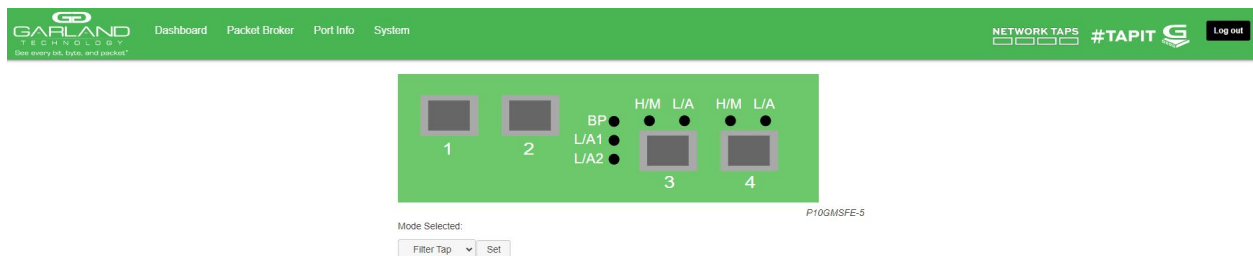 GARLAND
TECHNOLOGY
See every bit, byte, and packet®
Dashboard Packet Broker Port Info System
NETWORK TAPS
#TAPIT
Log out
H/M L/A H/M L/A
BP
L/A1
L/A2
1 2 3 4
P10GMSFE-5
Mode Selected:
Filter Tap Set